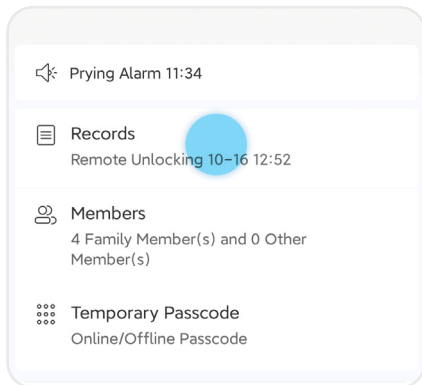 Prying Alarm 11:34
Records
Remote Unlocking 10-16 12:52
Members
4 Family Member(s) and 0 Other
Member(s)
Temporary Passcode
Online/Offline Passcode